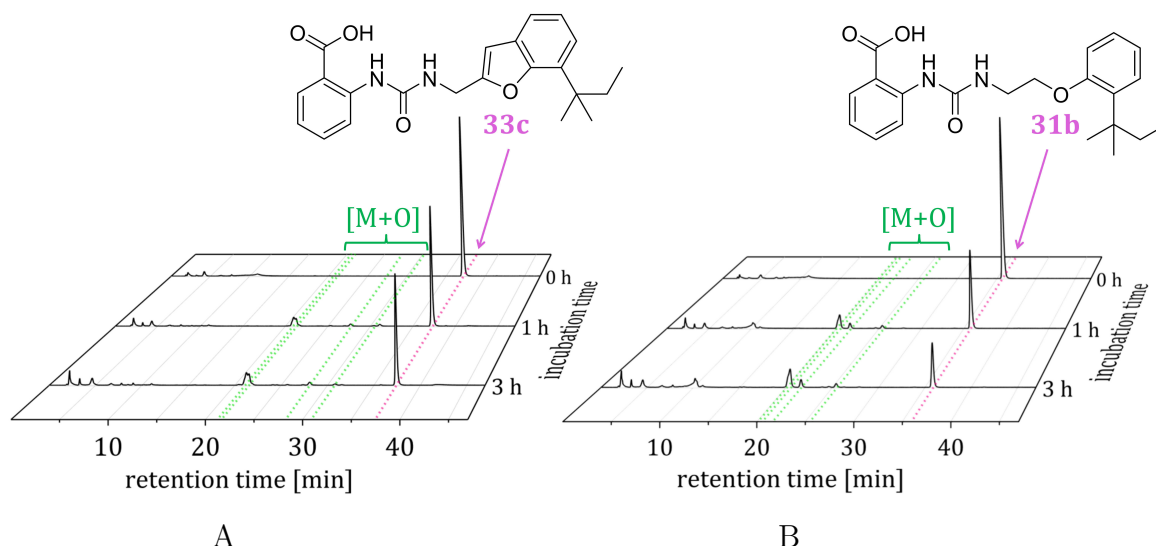 O
OH
H
N
H
N
O
O
33c
[M+O]
0 h
1 h
3 h
incubation time
10
20
30
40
retention time [min]
A
O
OH
H
N
H
N
O
O
31b
[M+O]
0 h
1 h
3 h
incubation time
10
20
30
40
retention time [min]
B